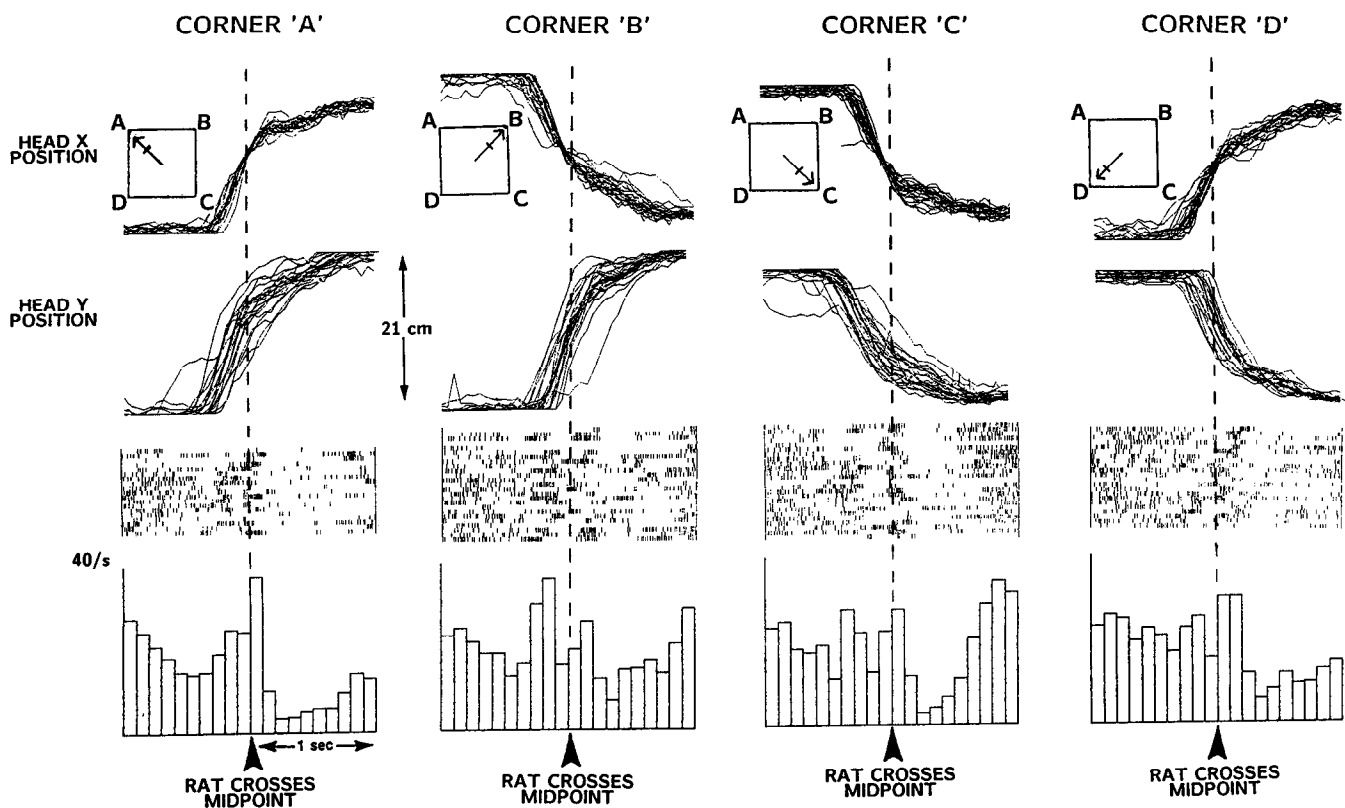 CORNER 'A'
CORNER 'B'
CORNER 'C'
CORNER 'D'
HEAD X
POSITION
A B
D C
A B
D C
A B
D C
A B
D C
HEAD Y
POSITION
21 cm
40/s
1 sec
RAT CROSSES
MIDPOINT
RAT CROSSES
MIDPOINT
RAT CROSSES
MIDPOINT
RAT CROSSES
MIDPOINT